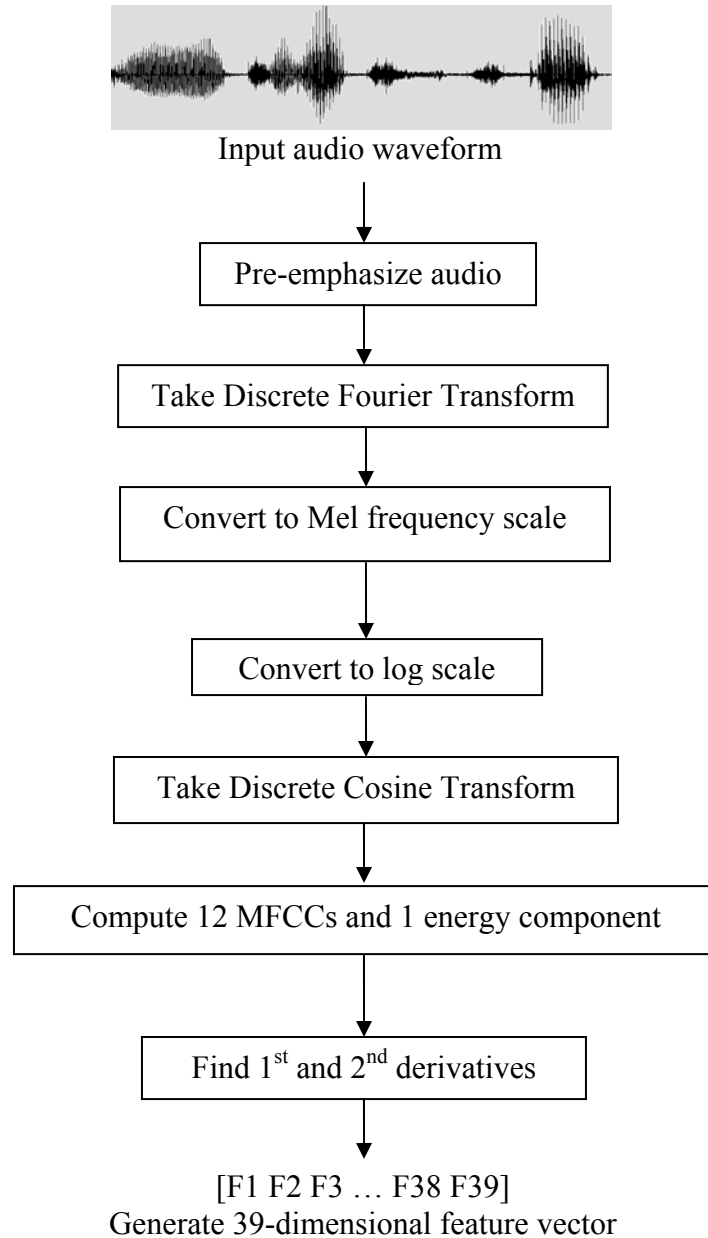 Input audio waveform
Pre-emphasize audio
Take Discrete Fourier Transform
Convert to Mel frequency scale
Convert to log scale
Take Discrete Cosine Transform
Compute 12 MFCCs and 1 energy component
Find 1st and 2nd derivatives
[F1 F2 F3 … F38 F39]
Generate 39-dimensional feature vector